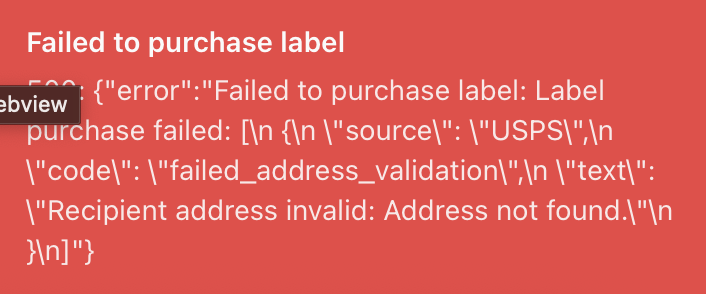 Failed to purchase label
{"error":"Failed to purchase label: Label
ebview
purchase failed: [\n {\n \"source\": \"USPS\",\n
\"code\": \"failed_address_validation\",\n \"text\":
\"Recipient address invalid: Address not found.\"\n
}\n]"}